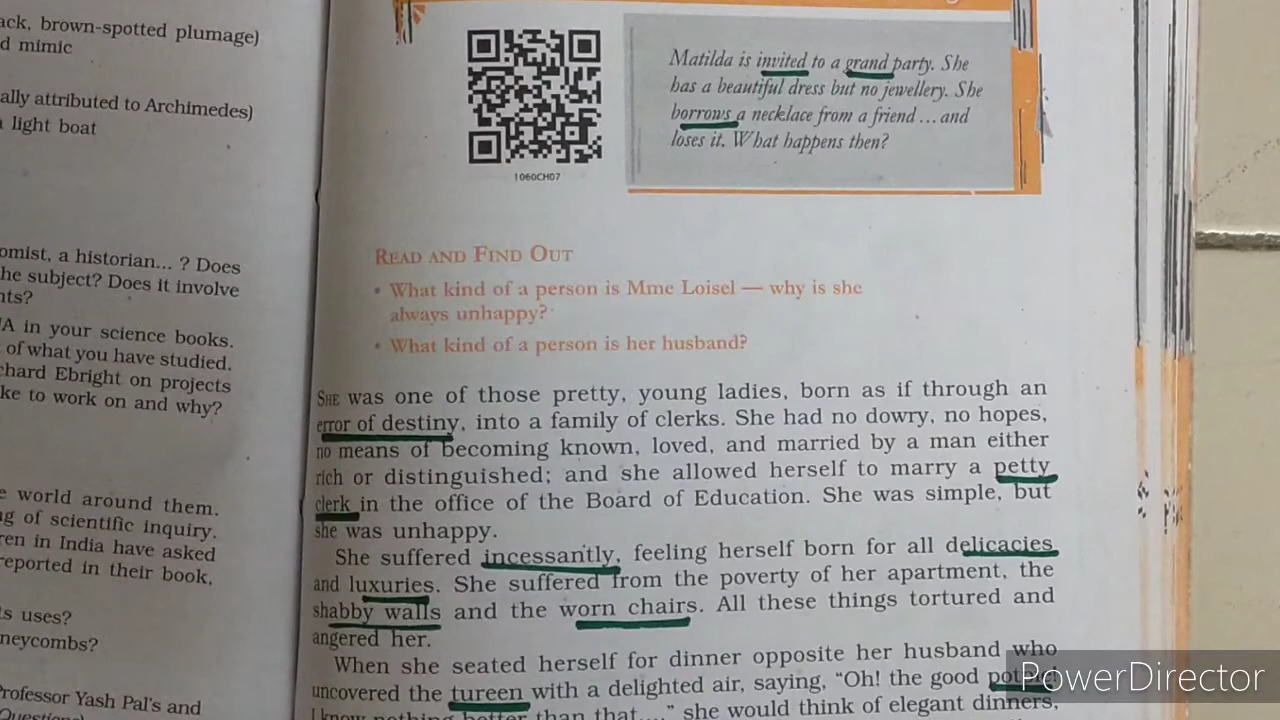 ack, brown-spotted plumage)
d mimic
ally attributed to Archimedes)
light boat
omist, a historian... ? Does
he subject? Does it involve
nts?
A in your science books.
of what you have studied.
chard Ebright on projects
ke to work on and why?
e world around them.
g of scientific inquiry.
ren in India have asked
reported in their book,
ts uses?
neycombs?
Professor Yash Pal's and
Question
1060CH07
Matilda is invited to a grand party. She
has a beautiful dress but no jewellery. She
borrows a necklace from a friend ... and
loses it. What happens then?
READ AND FIND OUT
• What kind of a person is Mme Loisel — why is she
always unhappy?
• What kind of a person is her husband?
SHE was one of those pretty, young ladies, born as if through an
error of destiny, into a family of clerks. She had no dowry, no hopes,
no means of becoming known, loved, and married by a man either
rich or distinguished; and she allowed herself to marry a petty
clerk in the office of the Board of Education. She was simple, but
she was unhappy.
She suffered incessantly, feeling herself born for all delicacies
and luxuries. She suffered from the poverty of her apartment, the
shabby walls and the worn chairs. All these things tortured and
angered her.
When she seated herself for dinner opposite her husband who
uncovered the tureen with a delighted air, saying, "Oh! the good
I know nothing better than that...." she would think of elegant dinners,
PowerDirector